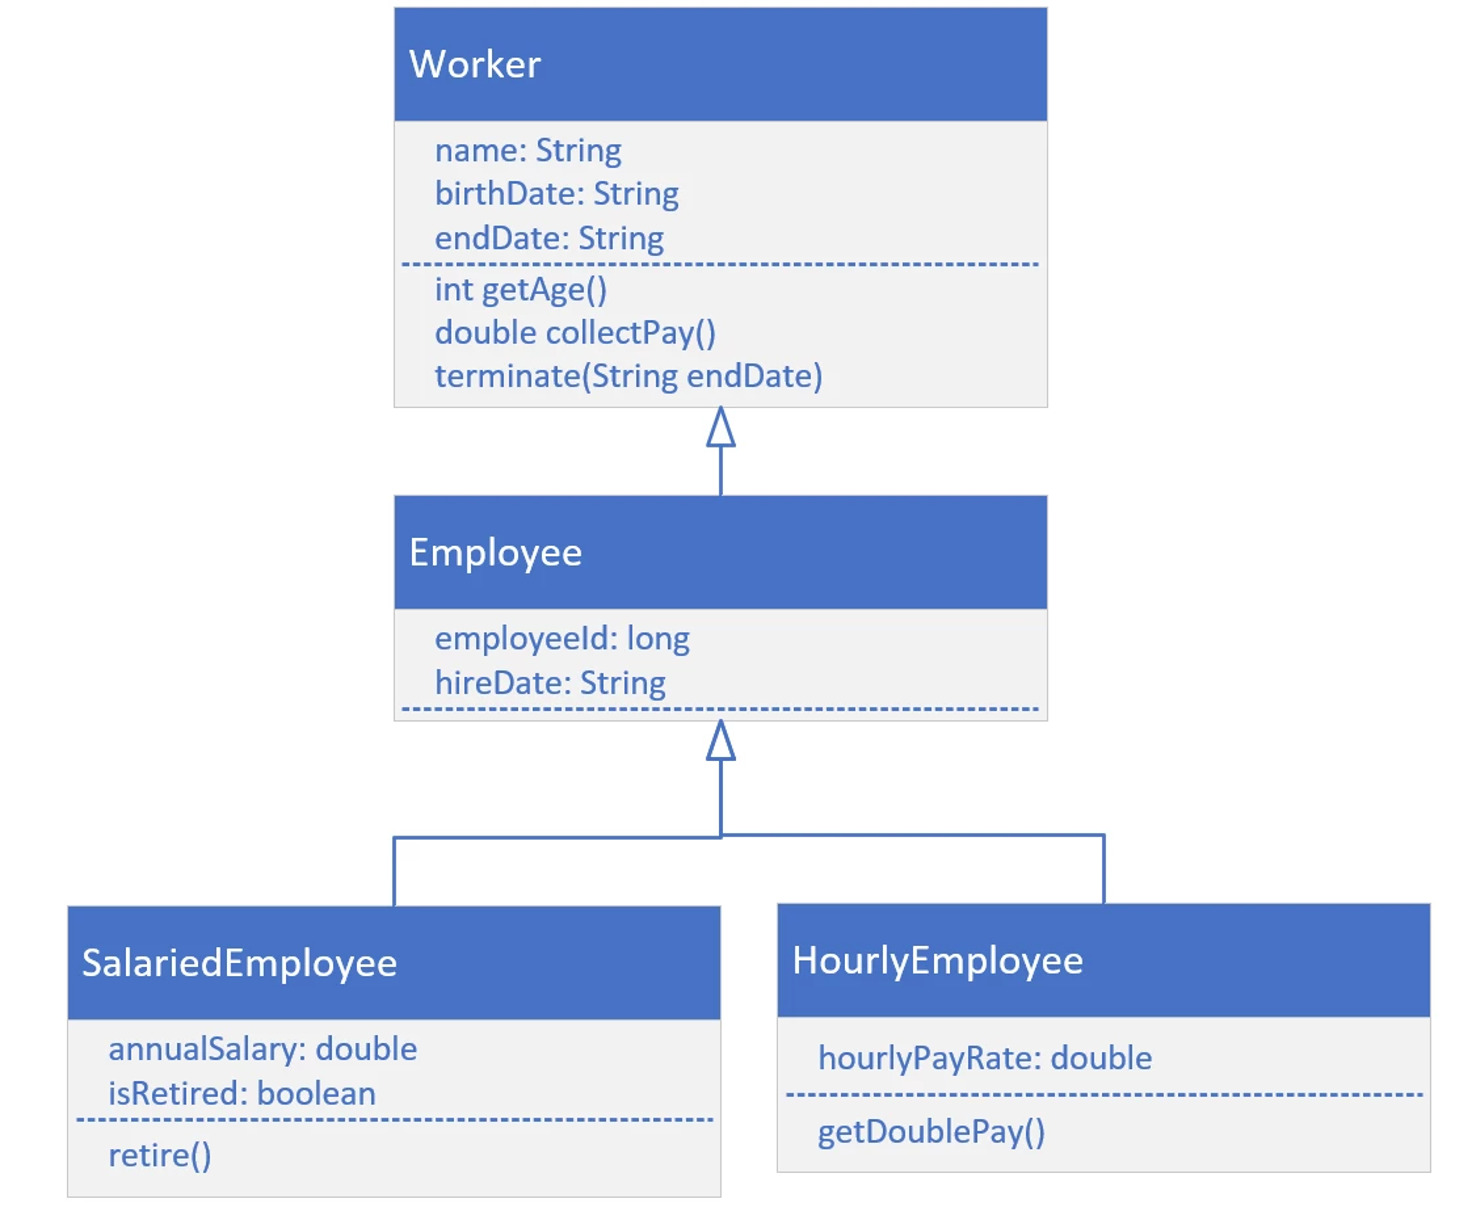 Worker
name: String
birthDate: String
endDate: String
int getAge()
double collectPay()
terminate(String endDate)
Employee
employeeId: long
hireDate: String
SalariedEmployee
annualSalary: double
isRetired: boolean
retire()
HourlyEmployee
hourlyPayRate: double
getDoublePay()